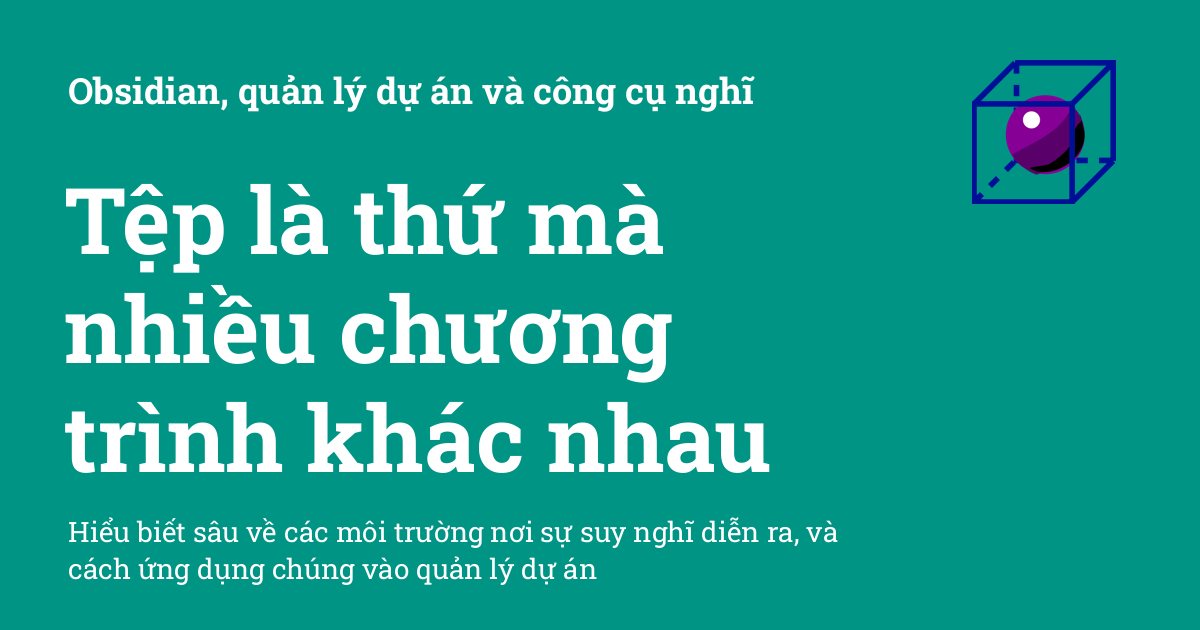 Obsidian, quản lý dự án và công cụ nghĩ
Tệp là thứ mà
nhiều chương
trình khác nhau
Hiểu biết sâu về các môi trường nơi sự suy nghĩ diễn ra, và
cách ứng dụng chúng vào quản lý dự án